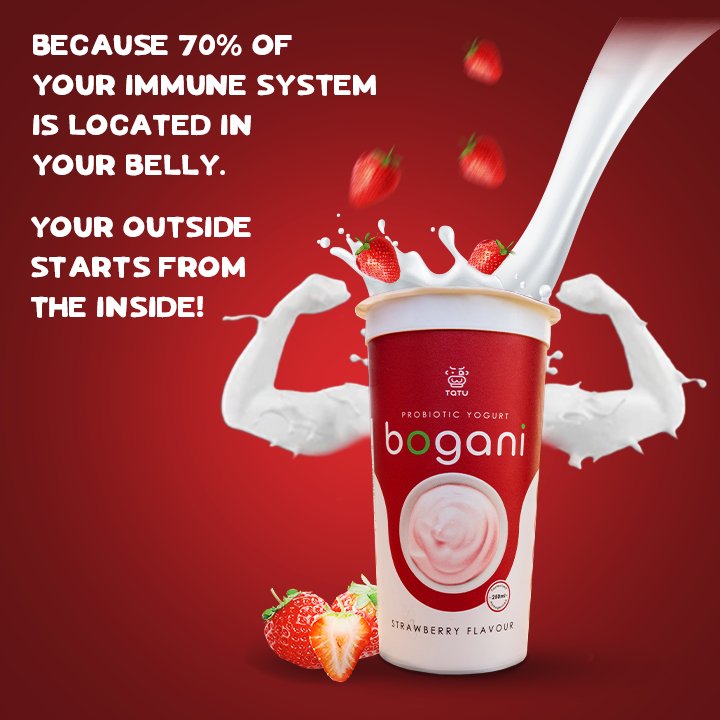 BECAUSE 70% OF
YOUR IMMUNE SYSTEM
IS LOCATED IN
YOUR BELLY.
YOUR OUTSIDE
STARTS FROM
THE INSIDE!
TATU
PROBIOTIC YOGURT
bogani
250ml
STRAWBERRY FLAVOUR